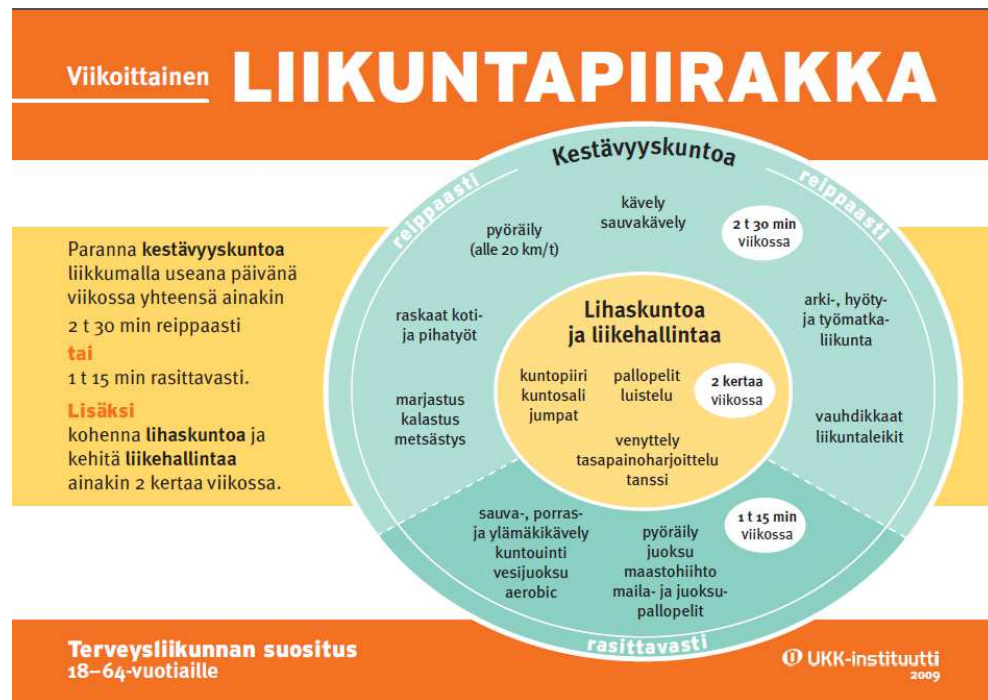 Viikoittainen LIIKUNTAPIIRAKKA
Paranna kestävyyskuntoa
liikkumalla useana päivänä
viikossa yhteensä ainakin
2 t 30 min reippaasti
tai
1 t 15 min rasittavasti.
Lisäksi
kohenna lihaskuntoa ja
kehitä liikehallintaa
ainakin 2 kertaa viikossa.
Kestävyyskuntoa
reippaasti
reippaasti
kävely
sauvakävely
2 t 30 min
viikossa
pyöräily
(alle 20 km/t)
raskaat koti-
ja pihatyöt
arki-, hyöty-
ja työmatka-
liikunta
marjastus
kalastus
metsästys
vauhdikkaat
liikuntaleikit
Lihaskuntoa
ja liikehallintaa
kuntopiiri
kuntosali
jumpat
pallopelit
luistelu
2 kertaa
viikossa
venyttely
tasapainoharjoittelu
tanssi
sauva-, porras-
ja ylämäkikävely
kuntouinti
vesijuoksu
aerobic
pyöräily
juoksu
maastohiihto
maila- ja juoksu-
pallopelit
1 t 15 min
viikossa
rasittavasti
Terveysliikunnan suositus
18–64-vuotiaille
UKK-instituutti
2009